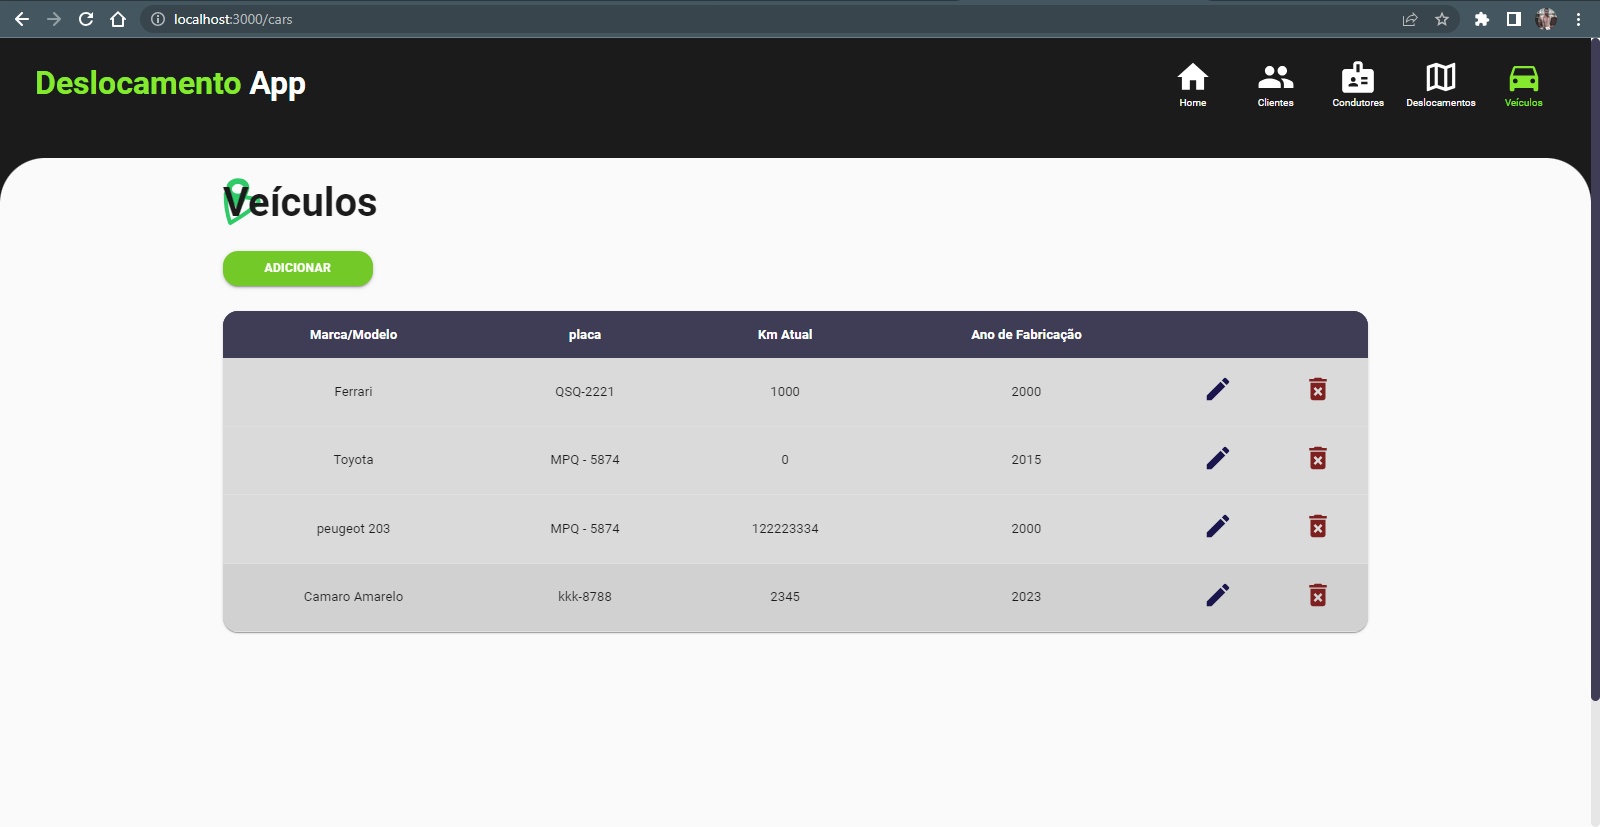 localhost:3000/cars
Deslocamento App
Home
Clientes
Condutores
Deslocamentos
Veículos
Veículos
ADICIONAR
Marca/Modelo placa Km Atual Ano de Fabricação
Ferrari QSQ-2221 1000 2000
Toyota MPQ - 5874 0 2015
peugeot 203 MPQ - 5874 122223334 2000
Camaro Amarelo kkk-8788 2345 2023